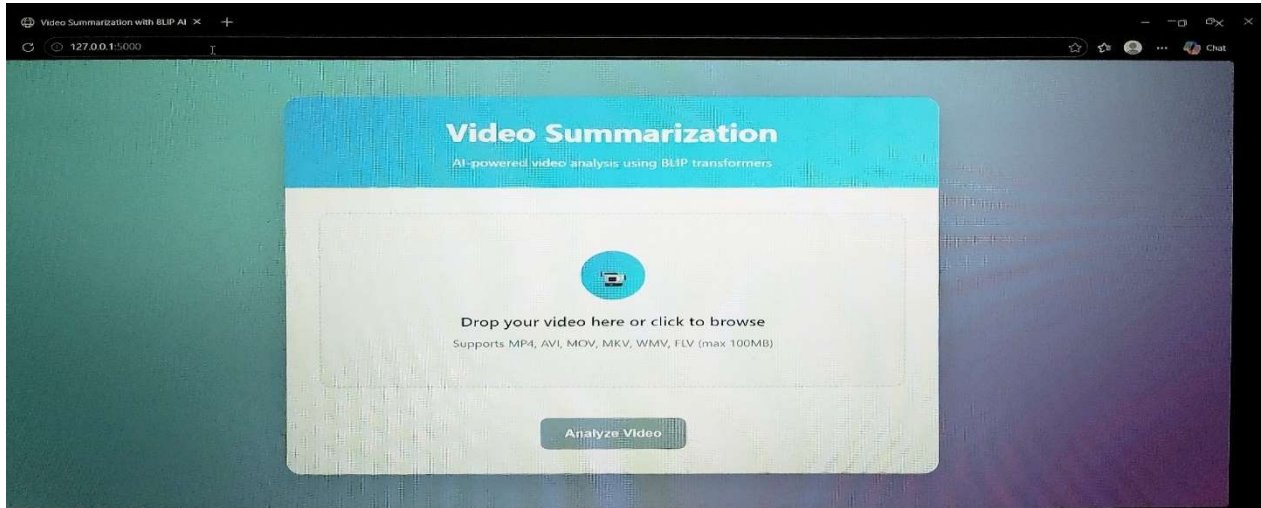 Video Summarization with BLIP AI
127.0.0.1:5000
Chat
Video Summarization
AI-powered video analysis using BLIP transformers
Drop your video here or click to browse
Supports MP4, AVI, MOV, MKV, WMV, FLV (max 100MB)
Analyze Video